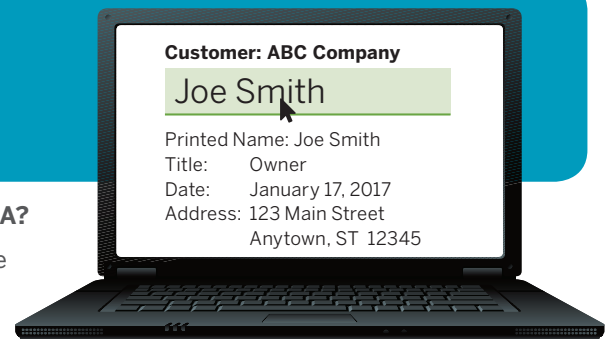 Customer: ABC Company
Joe Smith
Printed Name: Joe Smith
Title: Owner
Date: January 17, 2017
Address: 123 Main Street
Anytown, ST 12345
A?
e